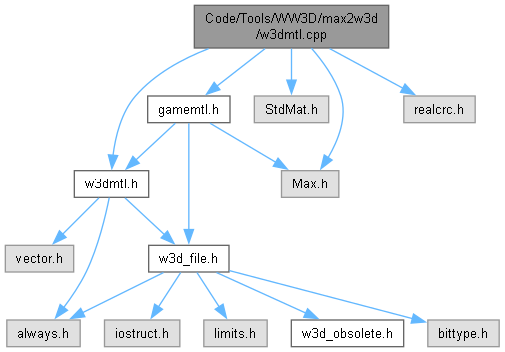 Code/Tools/WW3D/max2w3d
/w3dmtl.cpp
gamemtl.h
StdMat.h
realcrc.h
w3dmtl.h
Max.h
vector.h
w3d_file.h
always.h
iostruct.h
limits.h
w3d_obsolete.h
bittype.h